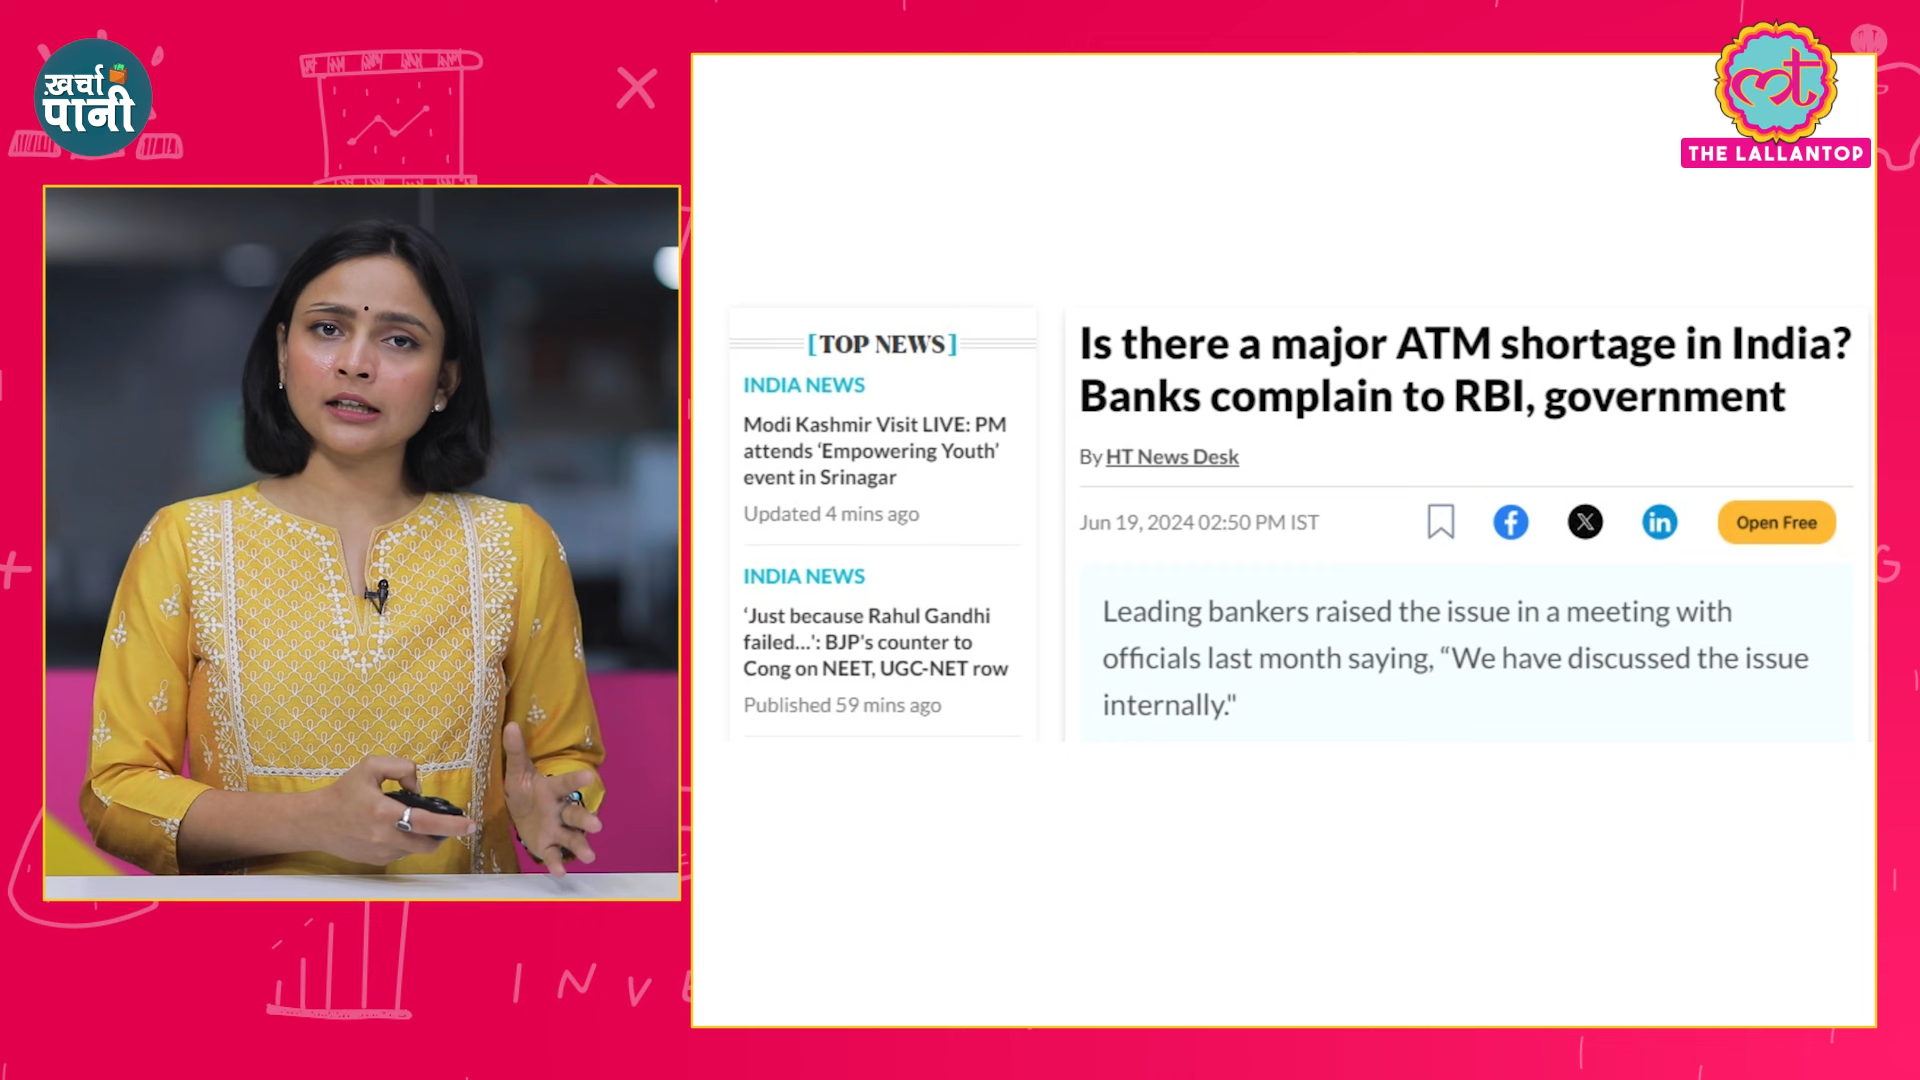 ख़र्चा
पानी
THE LALLANTOP
[TOP NEWS]
INDIA NEWS
Modi Kashmir Visit LIVE: PM
attends ‘Empowering Youth’
event in Srinagar
Updated 4 mins ago
INDIA NEWS
‘Just because Rahul Gandhi
failed...’: BJP's counter to
Cong on NEET, UGC-NET row
Published 59 mins ago
Is there a major ATM shortage in India?
Banks complain to RBI, government
By HT News Desk
Jun 19, 2024 02:50 PM IST
Open Free
Leading bankers raised the issue in a meeting with
officials last month saying, “We have discussed the issue
internally."
INVE